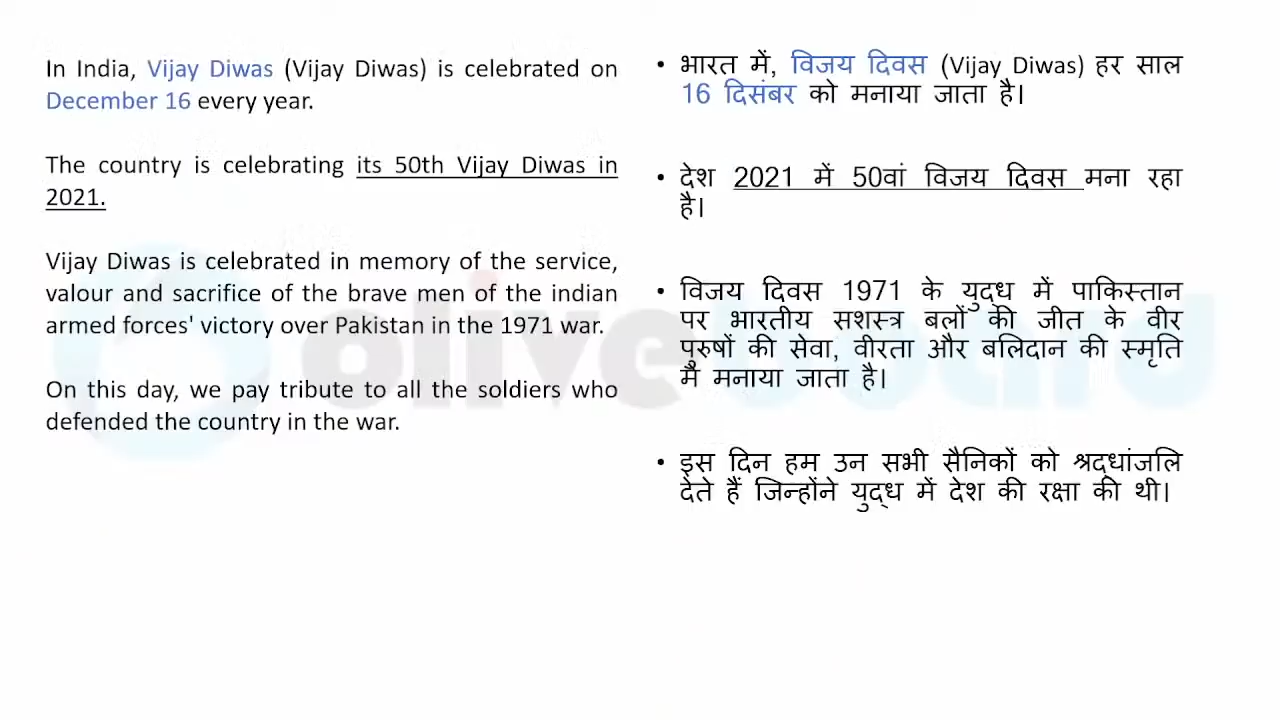 In India, Vijay Diwas (Vijay Diwas) is celebrated on
December 16 every year.
The country is celebrating its 50th Vijay Diwas in
2021.
Vijay Diwas is celebrated in memory of the service,
valour and sacrifice of the brave men of the indian
armed forces' victory over Pakistan in the 1971 war.
On this day, we pay tribute to all the soldiers who
defended the country in the war.
• भारत में, विजय दिवस (Vijay Diwas) हर साल
16 दिसंबर को मनाया जाता है।
• देश 2021 में 50वां विजय दिवस मना रहा
है।
• विजय दिवस 1971 के युद्ध में पाकिस्तान
पर भारतीय सशस्त्र बलों की जीत के वीर
पुरुषों की सेवा, वीरता और बलिदान की स्मृति
में मनाया जाता है।
• इस दिन हम उन सभी सैनिकों को श्रद्धांजलि
देते हैं जिन्होंने युद्ध में देश की रक्षा की थी।
oliveboard